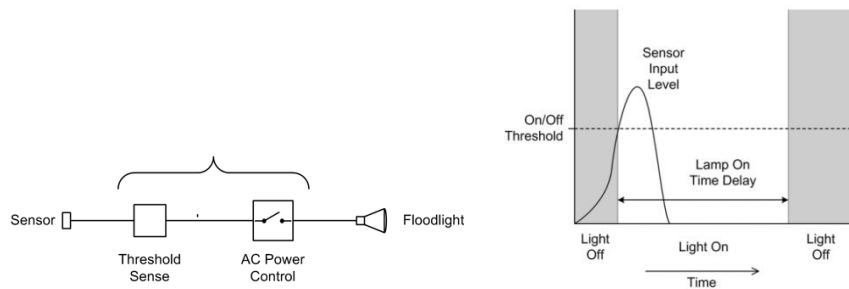 Sensor
Threshold
Sense
AC Power
Control
Floodlight
Sensor
Input
Level
On/Off
Threshold
Lamp On
Time Delay
Light
Off
Light On
Light
Off
Time